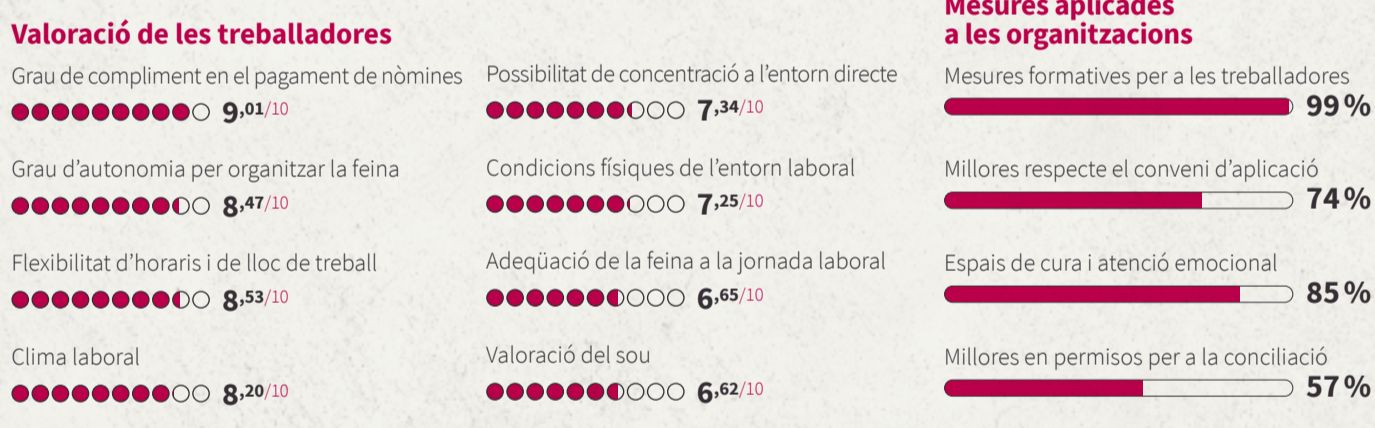 Valoració de les treballadores
Grau de compliment en el pagament de nòmines
9,01/10
Grau d'autonomia per organitzar la feina
8,47/10
Flexibilitat d'horaris i de lloc de treball
8,53/10
Clima laboral
8,20/10
Possibilitat de concentració a l'entorn directe
7,34/10
Condicions físiques de l'entorn laboral
7,25/10
Adeqüació de la feina a la jornada laboral
6,65/10
Valoració del sou
6,62/10
Mesures aplicades
a les organitzacions
Mesures formatives per a les treballadores
99%
Millores respecte el conveni d'aplicació
74%
Espais de cura i atenció emocional
85%
Millores en permisos per a la conciliació
57%